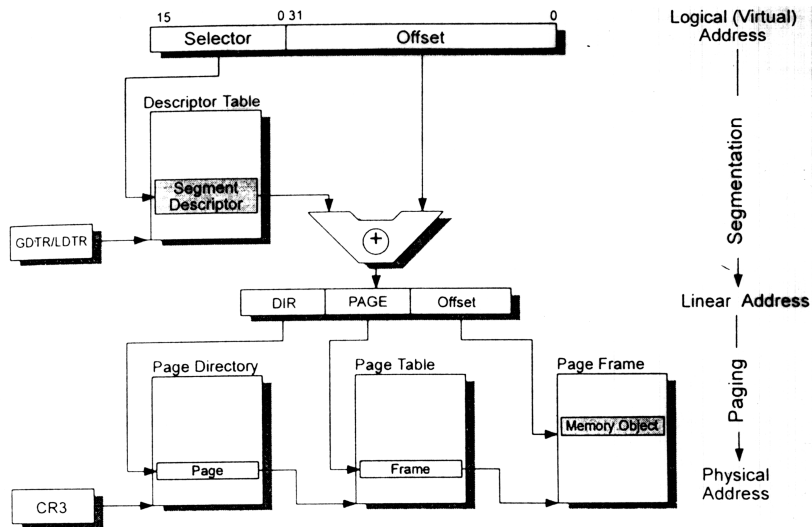 15
0
31
0
Logical (Virtual)
Address
Selector
Offset
Descriptor Table
Segment
Descriptor
GDTR/LDTR
+
Segmentation
DIR
PAGE
Offset
Linear Address
Page Directory
Page Table
Page Frame
Memory Object
Page
Frame
Paging
CR3
Physical
Address